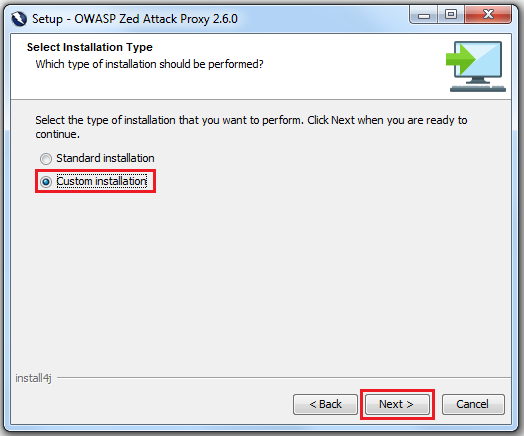 Setup - OWASP Zed Attack Proxy 2.6.0
Select Installation Type
Which type of installation should be performed?
Select the type of installation that you want to perform. Click Next when you are ready to
continue.
Standard installation
Custom installation
install4j
< Back
Next >
Cancel